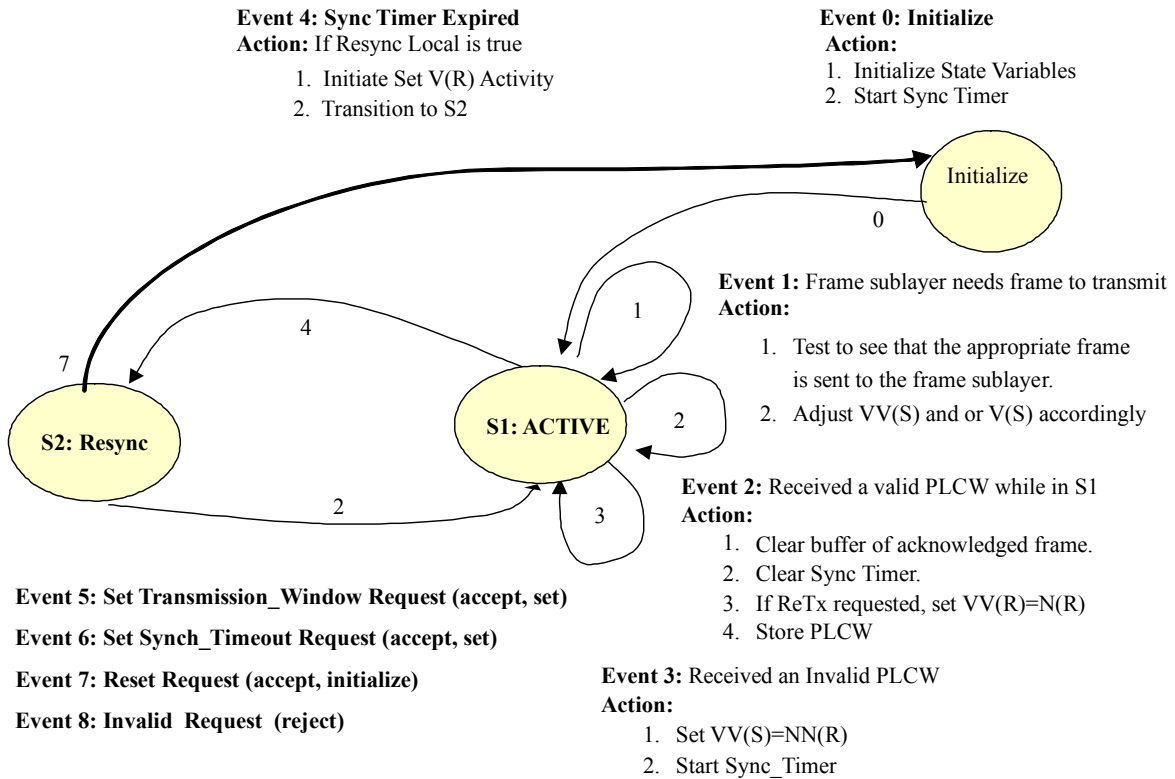 Event 4: Sync Timer Expired
Action: If Resync Local is true
1. Initiate Set V(R) Activity
2. Transition to S2
Event 0: Initialize
Action:
1. Initialize State Variables
2. Start Sync Timer
Initialize
0
Event 1: Frame sublayer needs frame to transmit
Action:
1. Test to see that the appropriate frame
is sent to the frame sublayer.
2. Adjust VV(S) and or V(S) accordingly
1
4
7
S2: Resync
S1: ACTIVE
2
2
3
Event 2: Received a valid PLCW while in S1
Action:
1. Clear buffer of acknowledged frame.
2. Clear Sync Timer.
3. If ReTx requested, set VV(R)=N(R)
4. Store PLCW
Event 5: Set Transmission_Window Request (accept, set)
Event 6: Set Synch_Timeout Request (accept, set)
Event 7: Reset Request (accept, initialize)
Event 8: Invalid Request (reject)
Event 3: Received an Invalid PLCW
Action:
1. Set VV(S)=NN(R)
2. Start Sync_Timer